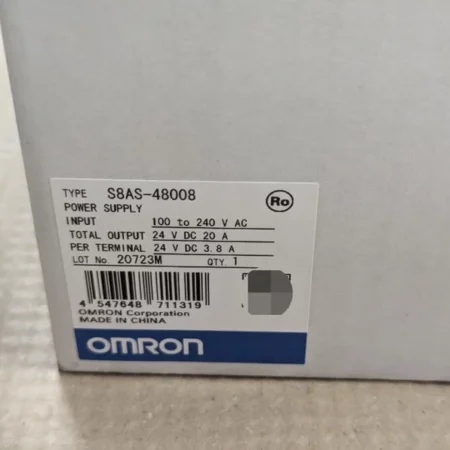 TYPE S8AS-48008
Ro
POWER SUPPLY
INPUT 100 to 240 V AC
TOTAL OUTPUT 24 V DC 20 A
PER TERMINAL 24 V DC 3.8 A
LOT No. 20723M QTY. 1
4 547648 711319
OMRON Corporation
MADE IN CHINA
OMRON